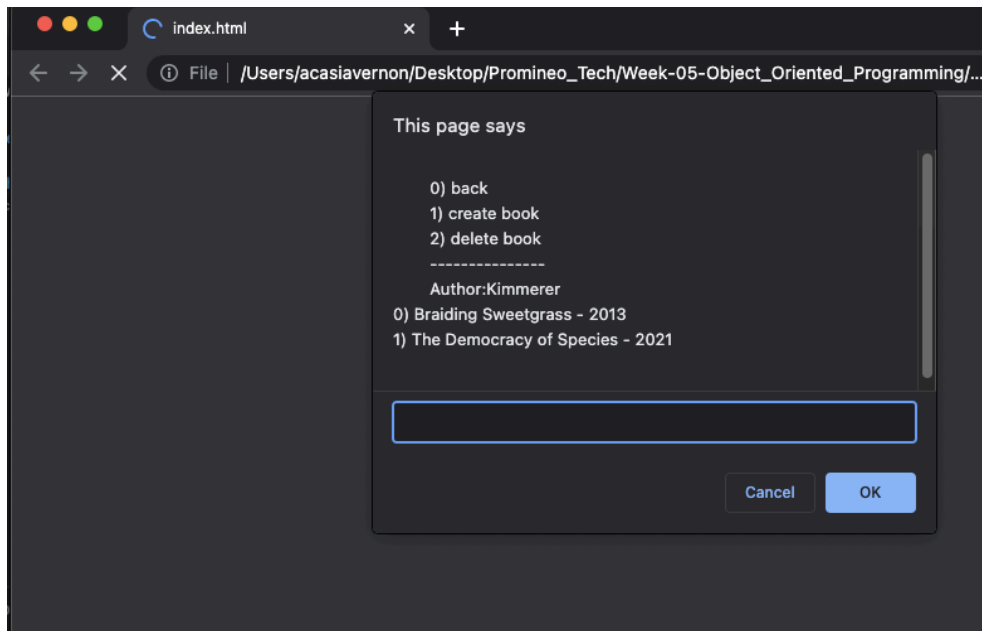 index.html
File /Users/acasiavernon/Desktop/Promineo_Tech/Week-05-Object_Oriented_Programming/...
This page says
0) back
1) create book
2) delete book
---------------
Author:Kimmerer
0) Braiding Sweetgrass - 2013
1) The Democracy of Species - 2021
Cancel OK